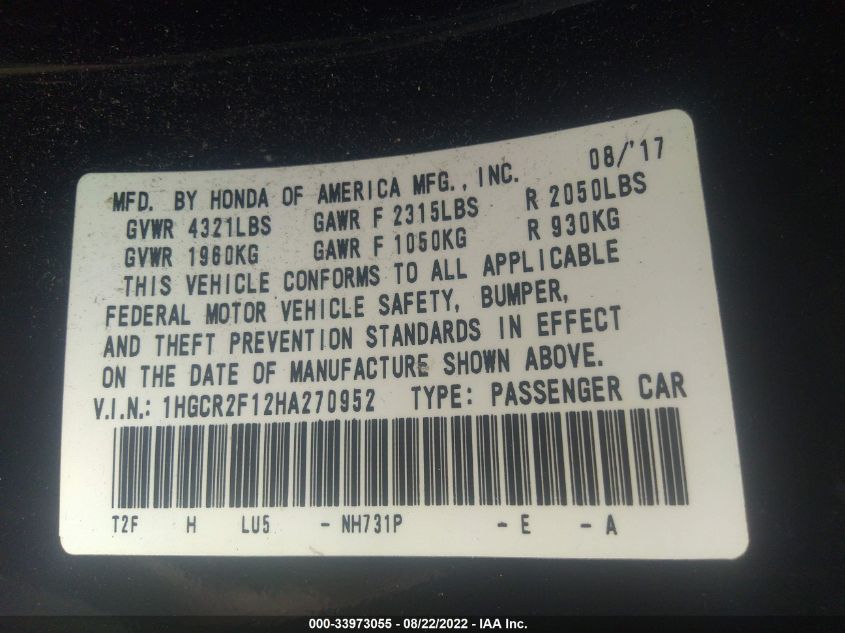 08/'17
MFD. BY HONDA OF AMERICA MFG., INC.
GVWR 4321LBS GAWR F 2315LBS R 2050LBS
GVWR 1960KG GAWR F 1050KG R 930KG
THIS VEHICLE CONFORMS TO ALL APPLICABLE
FEDERAL MOTOR VEHICLE SAFETY, BUMPER,
AND THEFT PREVENTION STANDARDS IN EFFECT
ON THE DATE OF MANUFACTURE SHOWN ABOVE.
V.I.N.: 1HGCR2F12HA270952 TYPE: PASSENGER CAR
T2F H LU5 - NH731P - E - A
000-33973055 - 08/22/2022 - IAA Inc.